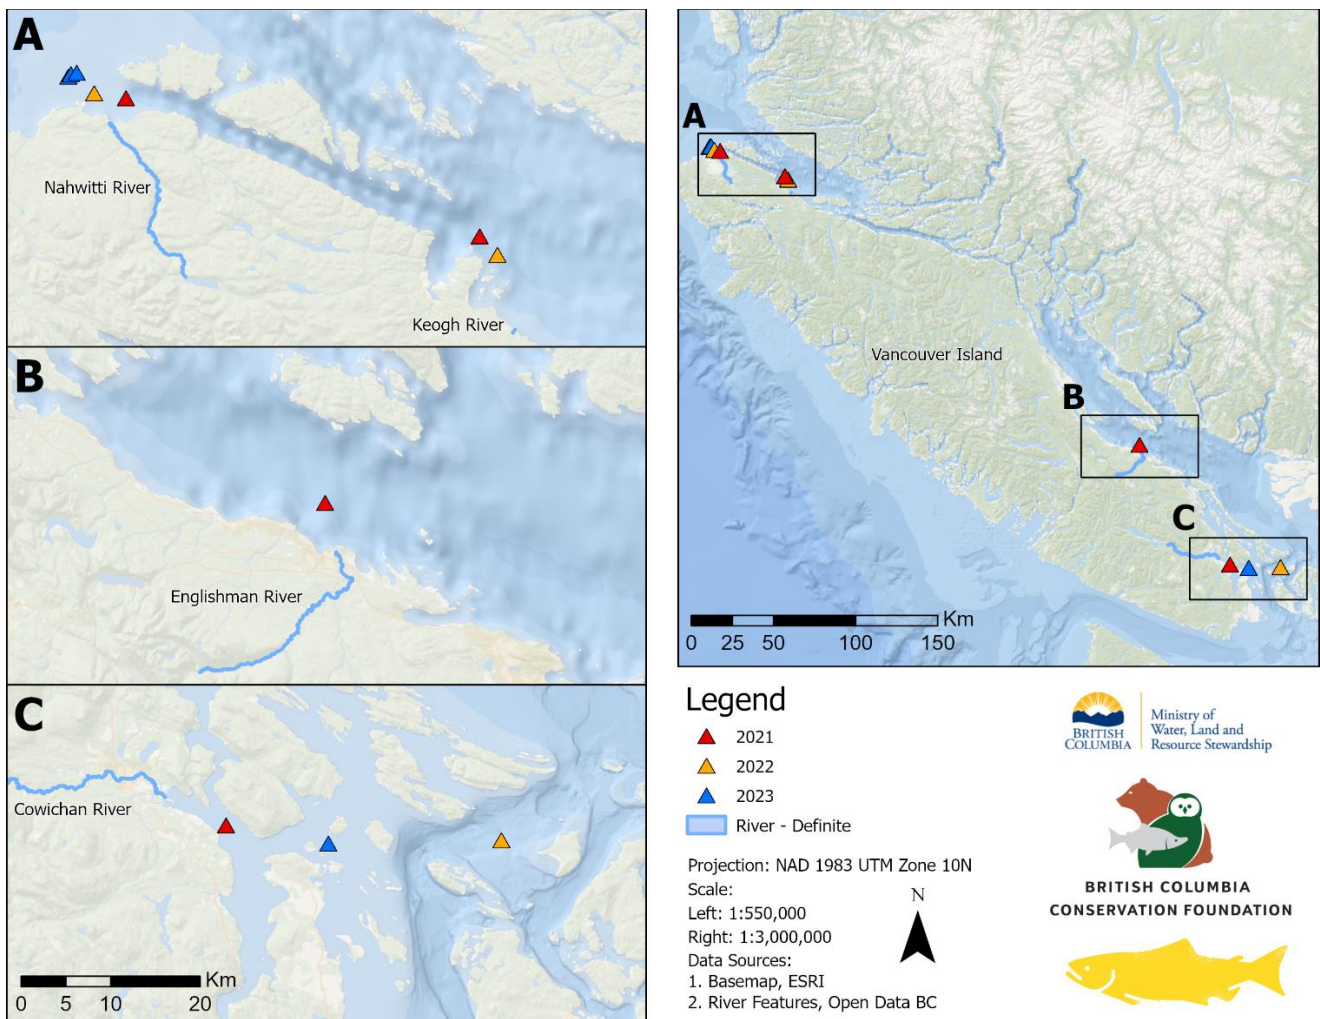 A
Nahwitti River
Keogh River
B
Englishman River
C
Cowichan River
Km
0 5 10 20
A
Vancouver Island
B
C
Km
0 25 50 100 150
Legend
2021
2022
2023
River - Definite
Projection: NAD 1983 UTM Zone 10N
Scale:
Left: 1:550,000
Right: 1:3,000,000
Data Sources:
1. Basemap, ESRI
2. River Features, Open Data BC
N
BRITISH
COLUMBIA
Ministry of
Water, Land and
Resource Stewardship
BRITISH COLUMBIA
CONSERVATION FOUNDATION